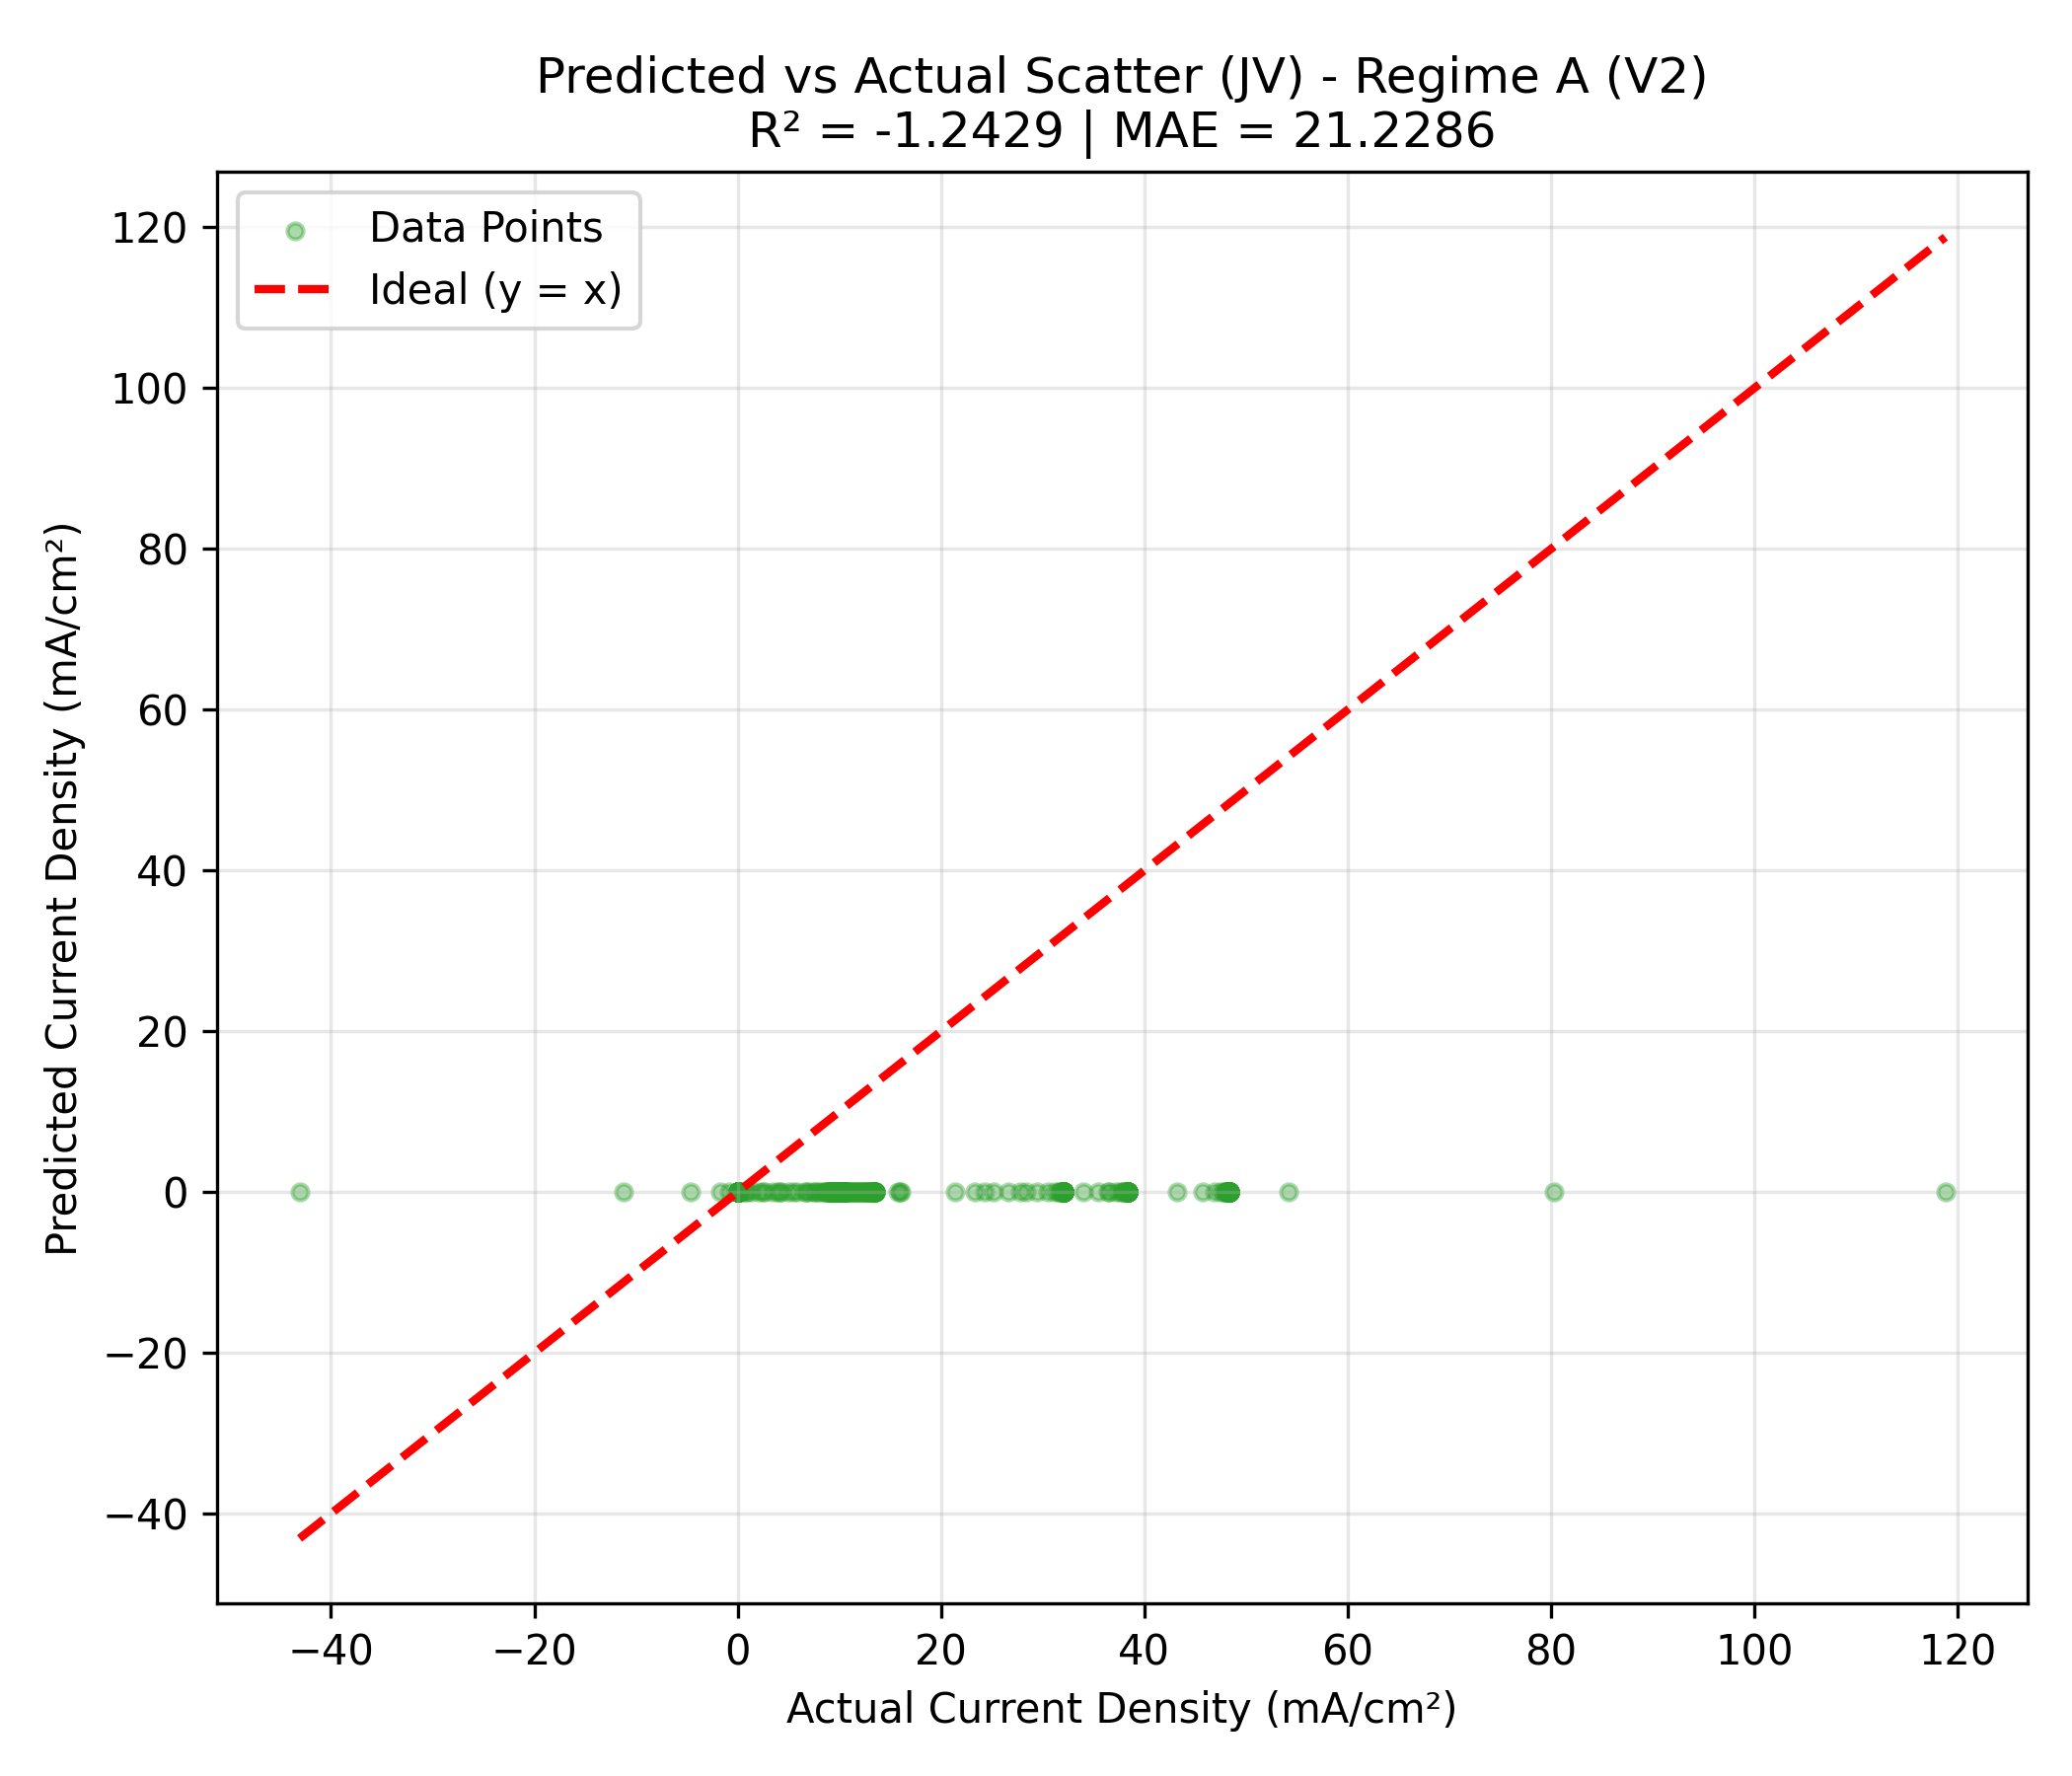 Predicted vs Actual Scatter (JV) - Regime A (V2)
R² = -1.2429 | MAE = 21.2286
Data Points
Ideal (y = x)
120
100
80
60
40
20
0
−20
−40
Predicted Current Density (mA/cm²)
−40 −20 0 20 40 60 80 100 120
Actual Current Density (mA/cm²)